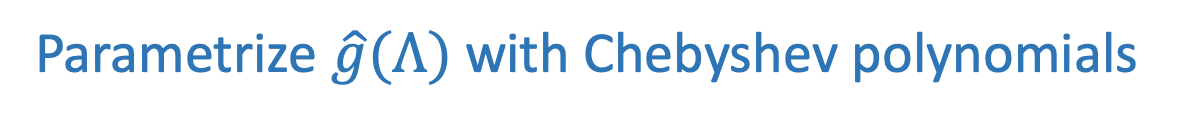 Parametrize ĝ(Λ) with Chebyshev polynomials